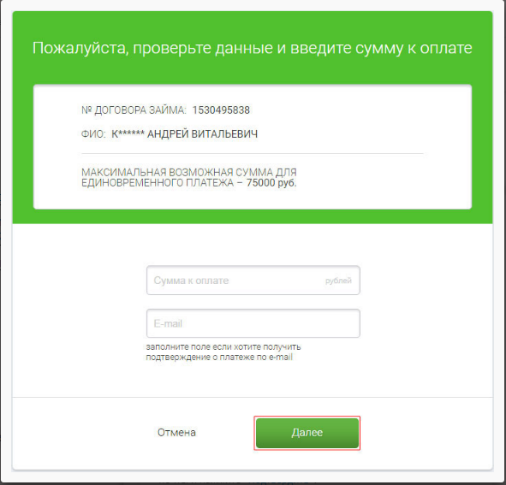 Пожалуйста, проверьте данные и введите сумму к оплате
№ ДОГОВОРА ЗАЙМА: 1530495838
ФИО: К****** АНДРЕЙ ВИТАЛЬЕВИЧ
МАКСИМАЛЬНАЯ ВОЗМОЖНАЯ СУММА ДЛЯ
ЕДИНОВРЕМЕННОГО ПЛАТЕЖА – 75000 руб.
Сумма к оплате рублей
E-mail
заполните поле если хотите получить
подтверждение о платеже по e-mail
Отмена Далее